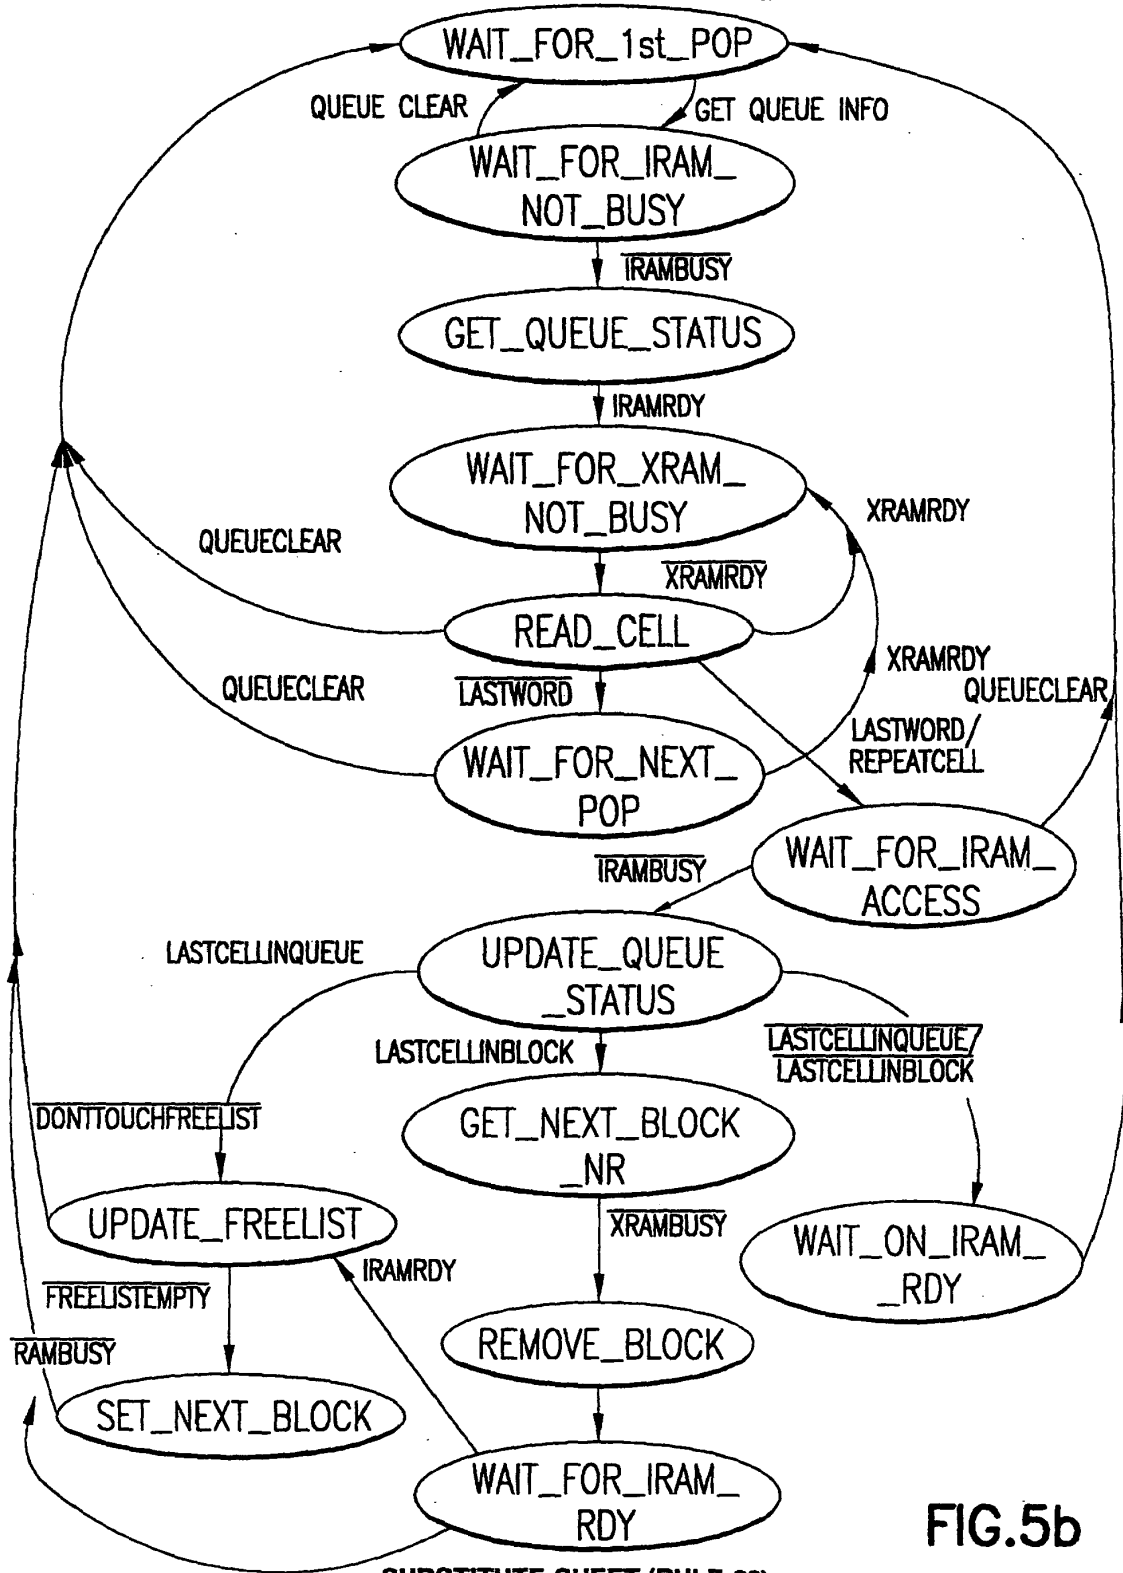 WAIT_FOR_1st_POP
QUEUE CLEAR
GET QUEUE INFO
WAIT_FOR_IRAM_
NOT_BUSY
IRAMBUSY
GET_QUEUE_STATUS
IRAMRDY
WAIT_FOR_XRAM_
NOT_BUSY
XRAMRDY
QUEUECLEAR
XRAMRDY
READ_CELL
XRAMRDY
QUEUECLEAR
QUEUECLEAR
LASTWORD
LASTWORD/
REPEATCELL
WAIT_FOR_NEXT_
POP
WAIT_FOR_IRAM_
ACCESS
IRAMBUSY
LASTCELLINQUEUE
UPDATE_QUEUE
_STATUS
LASTCELLINBLOCK
LASTCELLINQUEUE/
LASTCELLINBLOCK
DONTTOUCHFREELIST
GET_NEXT_BLOCK
_NR
UPDATE_FREELIST
XRAMBUSY
WAIT_ON_IRAM_
_RDY
IRAMRDY
FREELISTEMPTY
RAMBUSY
REMOVE_BLOCK
SET_NEXT_BLOCK
WAIT_FOR_IRAM_
RDY
FIG.5b